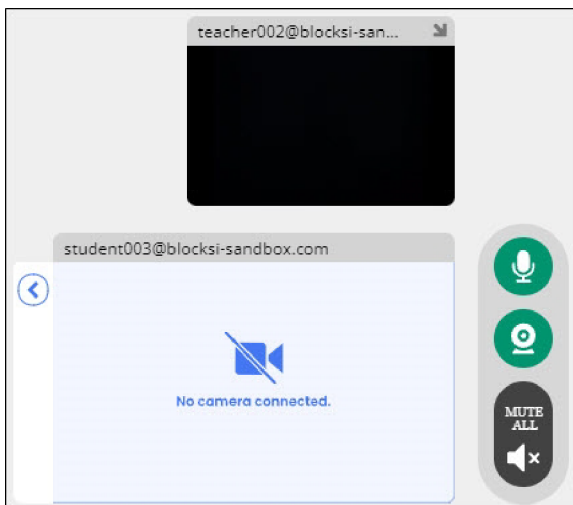 teacher002@blocksi-san...
student003@blocksi-sandbox.com
No camera connected.
MUTE
ALL